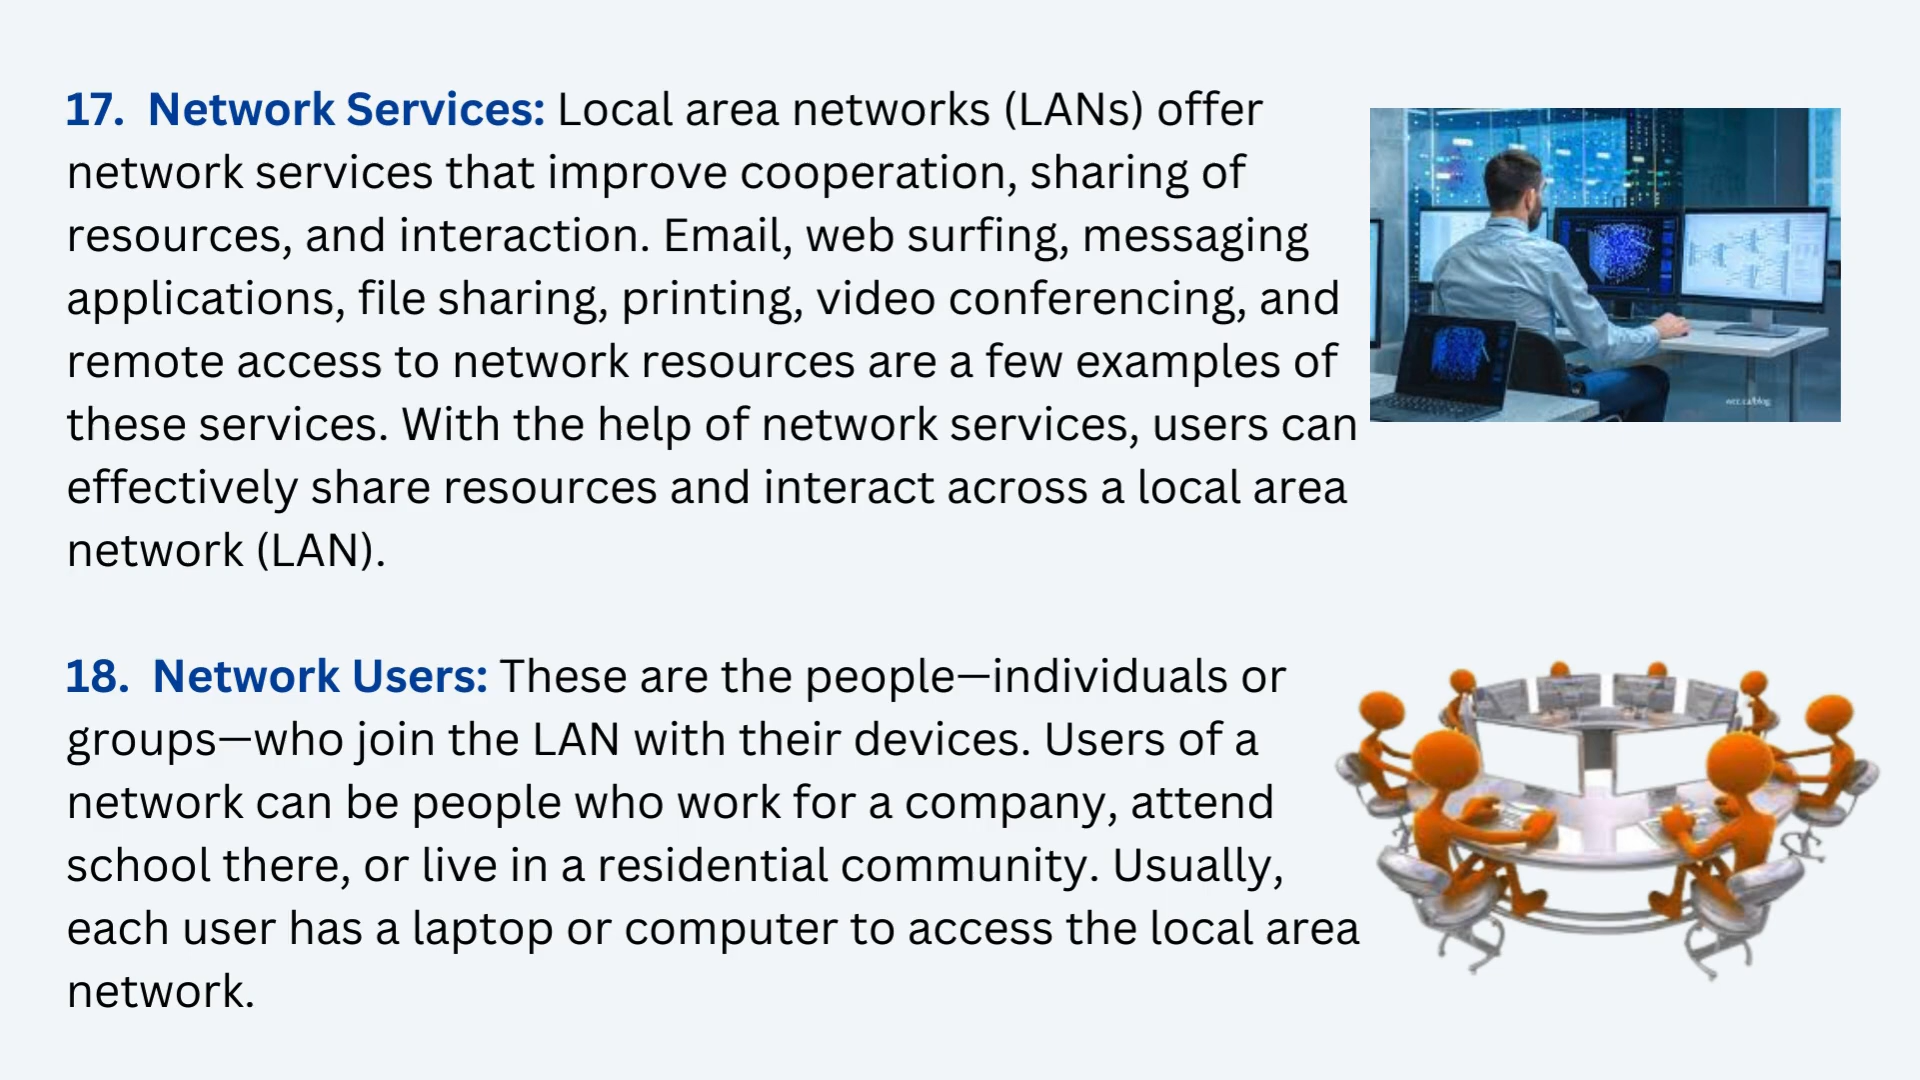 17. Network Services: Local area networks (LANs) offer
network services that improve cooperation, sharing of
resources, and interaction. Email, web surfing, messaging
applications, file sharing, printing, video conferencing, and
remote access to network resources are a few examples of
these services. With the help of network services, users can
effectively share resources and interact across a local area
network (LAN).
18. Network Users: These are the people—individuals or
groups—who join the LAN with their devices. Users of a
network can be people who work for a company, attend
school there, or live in a residential community. Usually,
each user has a laptop or computer to access the local area
network.